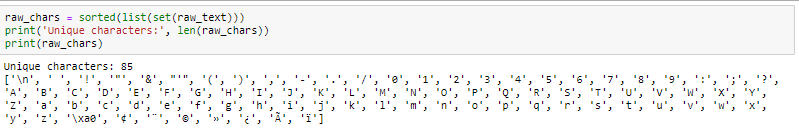 raw_chars = sorted(list(set(raw_text)))
print('Unique characters:', len(raw_chars))
print(raw_chars)
Unique characters: 85
['\n', ' ', '!', '"', '&', "'", '(', ')', ',', '-', '.', '/', '0', '1', '2', '3', '4', '5', '6', '7', '8', '9', ':', ';', '?',
'A', 'B', 'C', 'D', 'E', 'F', 'G', 'H', 'I', 'J', 'K', 'L', 'M', 'N', 'O', 'P', 'Q', 'R', 'S', 'T', 'U', 'V', 'W', 'X', 'Y',
'Z', 'a', 'b', 'c', 'd', 'e', 'f', 'g', 'h', 'i', 'j', 'k', 'l', 'm', 'n', 'o', 'p', 'q', 'r', 's', 't', 'u', 'v', 'w', 'x',
'y', 'z', '\xa0', '¢', '¨', '©', '»', '¿', 'Ã', 'ï']